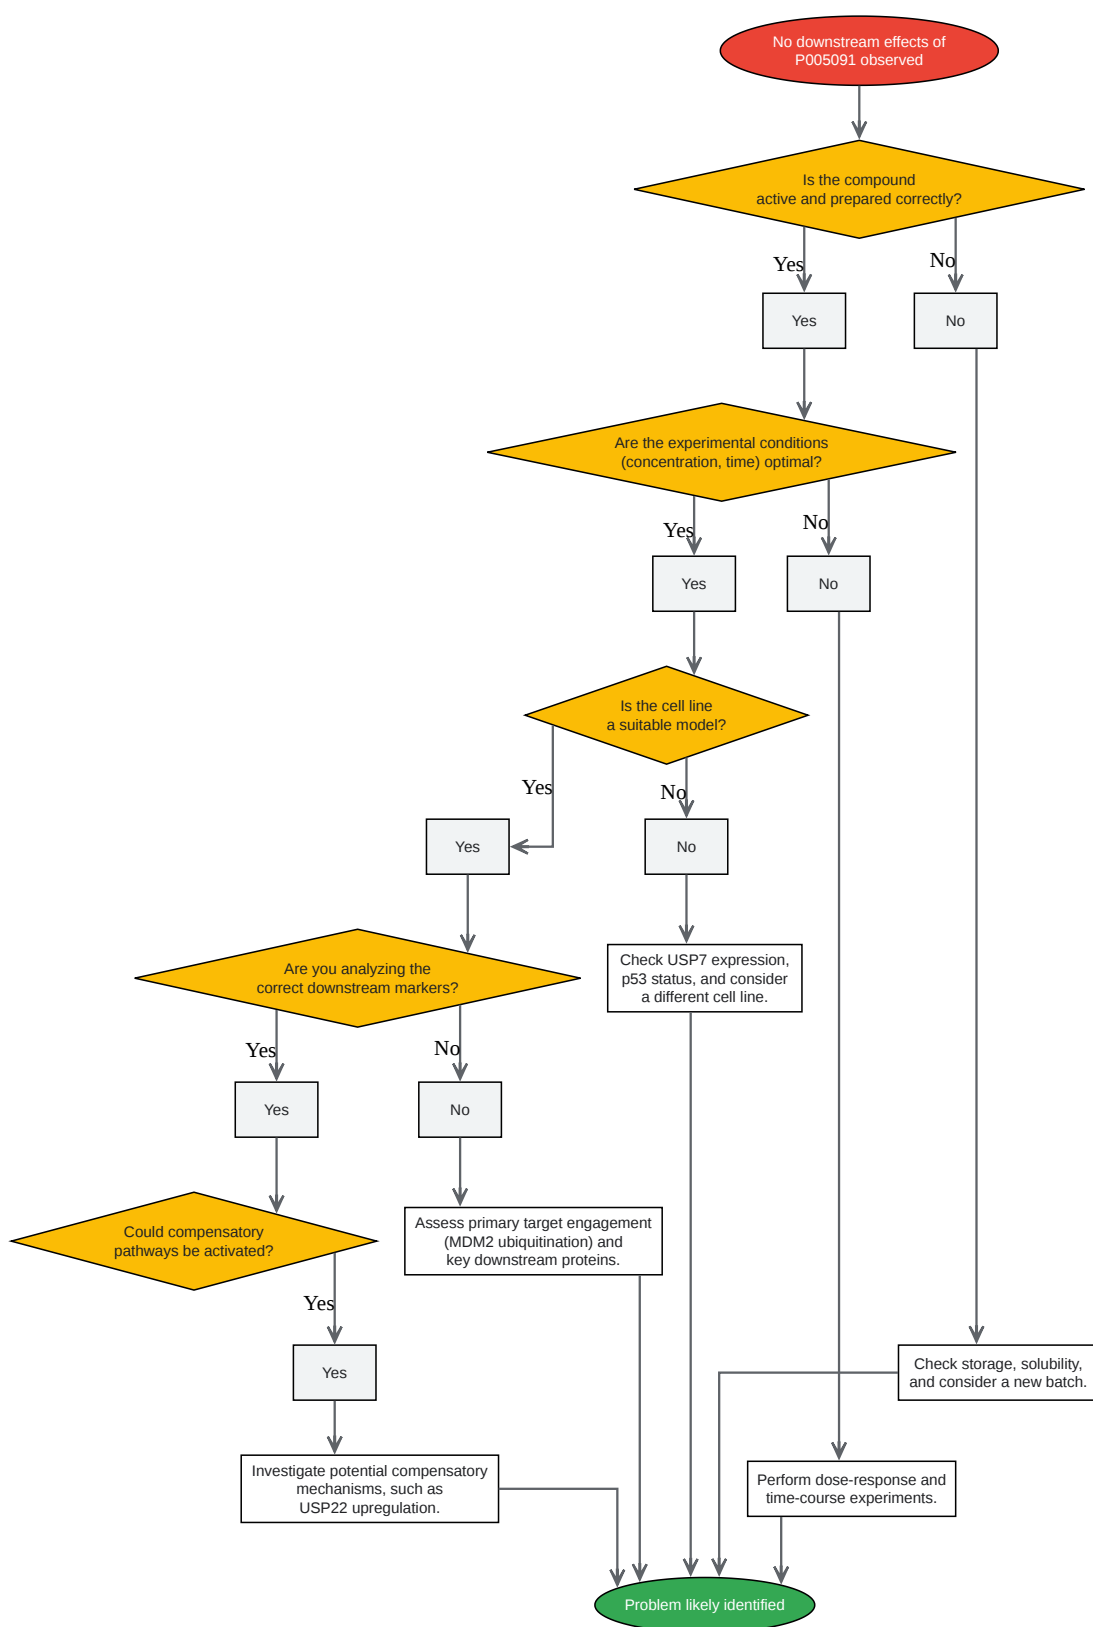 No downstream effects of
P005091 observed
Is the compound
active and prepared correctly?
Yes
No
Yes
No
Are the experimental conditions
(concentration, time) optimal?
Yes
No
Yes
No
Is the cell line
a suitable model?
Yes
No
Yes
No
Are you analyzing the
correct downstream markers?
Check USP7 expression,
p53 status, and consider
a different cell line.
Yes
No
Yes
No
Could compensatory
pathways be activated?
Assess primary target engagement
(MDM2 ubiquitination) and
key downstream proteins.
Yes
Yes
Check storage, solubility,
and consider a new batch.
Investigate potential compensatory
mechanisms, such as
USP22 upregulation.
Perform dose-response and
time-course experiments.
Problem likely identified